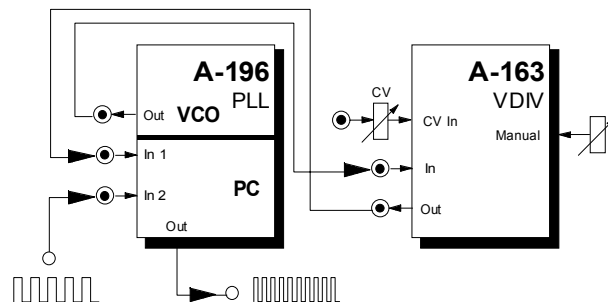 A-196
PLL
Out
VCO
In 1
In 2
PC
Out
CV
A-163
VDIV
CV In
Manual
In
Out